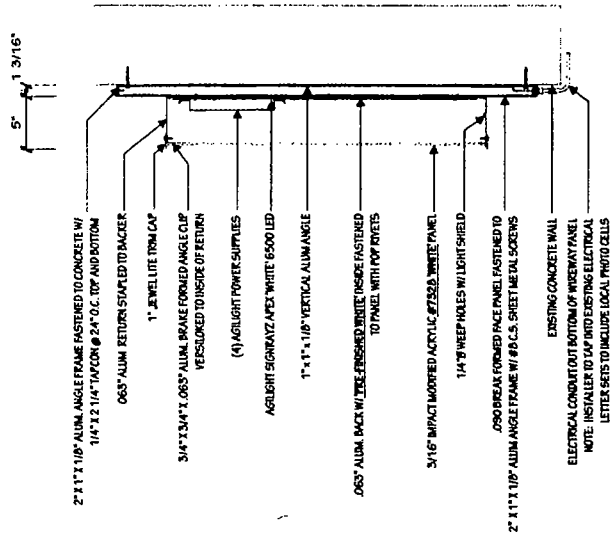 1 3/16"
5"
2" X 1" X 1/8" ALUM. ANGLE FRAME FASTENED TO CONCRETE W/
1/4" X 2 1/4" TAPCON @ 24" O.C. TOP AND BOTTOM
.063" ALUM RETURN STAPLED TO BACKER
1" JEWEL LITE TRIM CAP
3/4" X 3/4" X .063" ALUM. BRAKE FORMED ANGLE CLIP
VERSILOKED TO INSIDE OF RETURN
(4) AGILIGHT POWER SUPPLIES
AGILIGHT SIGNRAYZ APEX "WHITE" 6500 LED
1" X 1" X 1/8" VERTICAL ALUM ANGLE
.063" ALUM. BACK W/ PRE-FINISHED WHITE INSIDE FASTENED
TO PANEL WITH POP RIVETS
3/16" IMPACT MODIFIED ACRYLIC #7328 WHITE PANEL
1/4"Ø WEEP HOLES W/ LIGHT SHIELD
.090 BREAK FORMED FACE PANEL FASTENED TO
2" X 1" X 1/8" ALUM ANGLE FRAME W/ #8 C.S. SHEET METAL SCREWS
EXISTING CONCRETE WALL
ELECTRICAL CONDUIT OUT BOTTOM OF WIREWAY PANEL
NOTE: INSTALLER TO TAP INTO EXISTING ELECTRICAL
LETTER SETS TO INCLUDE LOCAL PHOTO CELLS